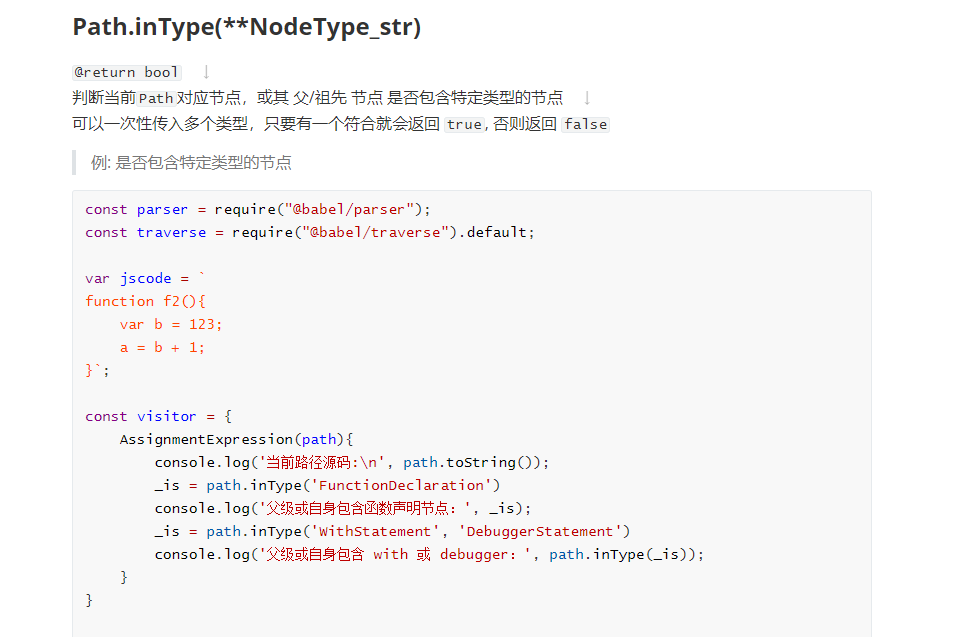 Path.inType(**NodeType_str)
@return bool ↓
判断当前Path对应节点，或其 父/祖先 节点 是否包含特定类型的节点 ↓
可以一次性传入多个类型，只要有一个符合就会返回 true, 否则返回 false
例: 是否包含特定类型的节点
const parser = require("@babel/parser");
const traverse = require("@babel/traverse").default;
var jscode = `
function f2(){
    var b = 123;
    a = b + 1;
}`;
const visitor = {
    AssignmentExpression(path){
        console.log('当前路径源码:\n', path.toString());
        _is = path.inType('FunctionDeclaration')
        console.log('父级或自身包含函数声明节点：', _is);
        _is = path.inType('WithStatement', 'DebuggerStatement')
        console.log('父级或自身包含 with 或 debugger：', path.inType(_is));
    }
}